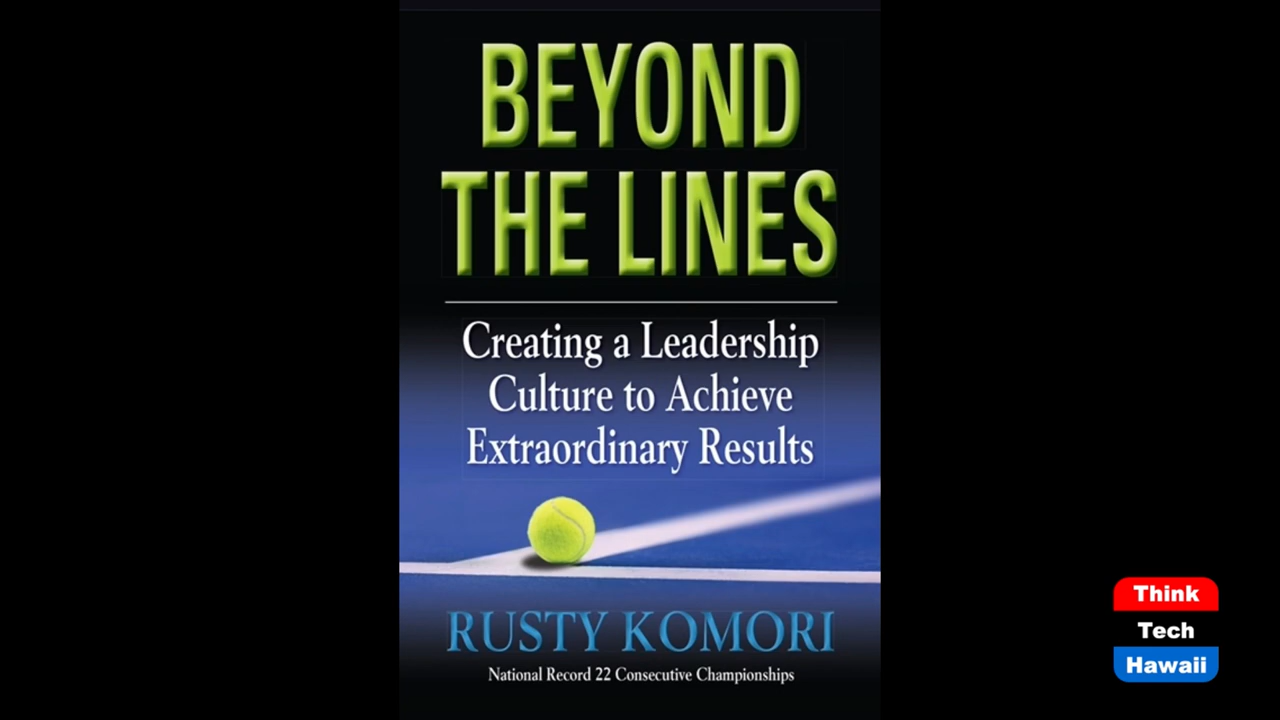 BEYOND
THE LINES
Creating a Leadership
Culture to Achieve
Extraordinary Results
RUSTY KOMORI
National Record 22 Consecutive Championships
Think
Tech
Hawaii